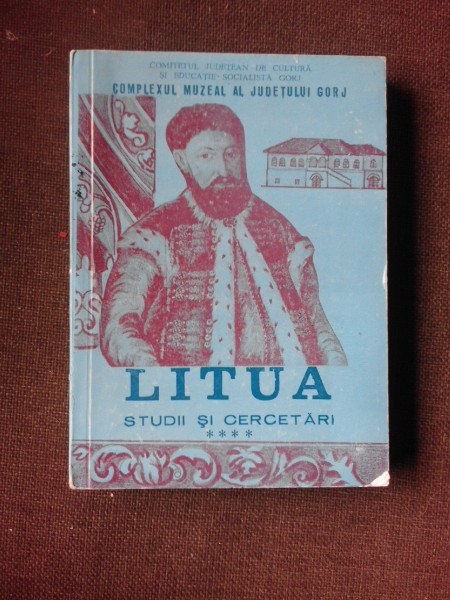 COMITETUL JUDEŢEAN DE CULTURĂ
ŞI EDUCAŢIE SOCIALISTĂ GORJ
COMPLEXUL MUZEAL AL JUDEŢULUI GORJ
LITUA
STUDII ŞI CERCETĂRI
****